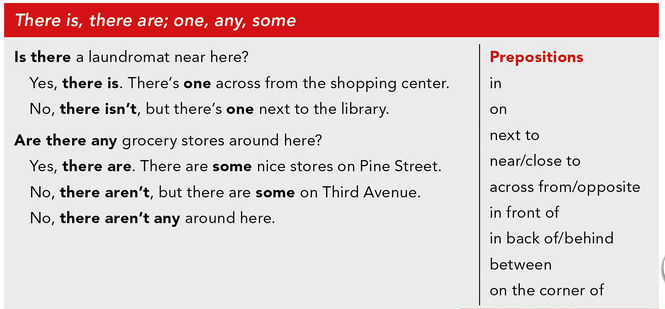 There is, there are; one, any, some
Is there a laundromat near here?
Yes, there is. There's one across from the shopping center.
No, there isn't, but there's one next to the library.
Are there any grocery stores around here?
Yes, there are. There are some nice stores on Pine Street.
No, there aren't, but there are some on Third Avenue.
No, there aren't any around here.
Prepositions
in
on
next to
near/close to
across from/opposite
in front of
in back of/behind
between
on the corner of